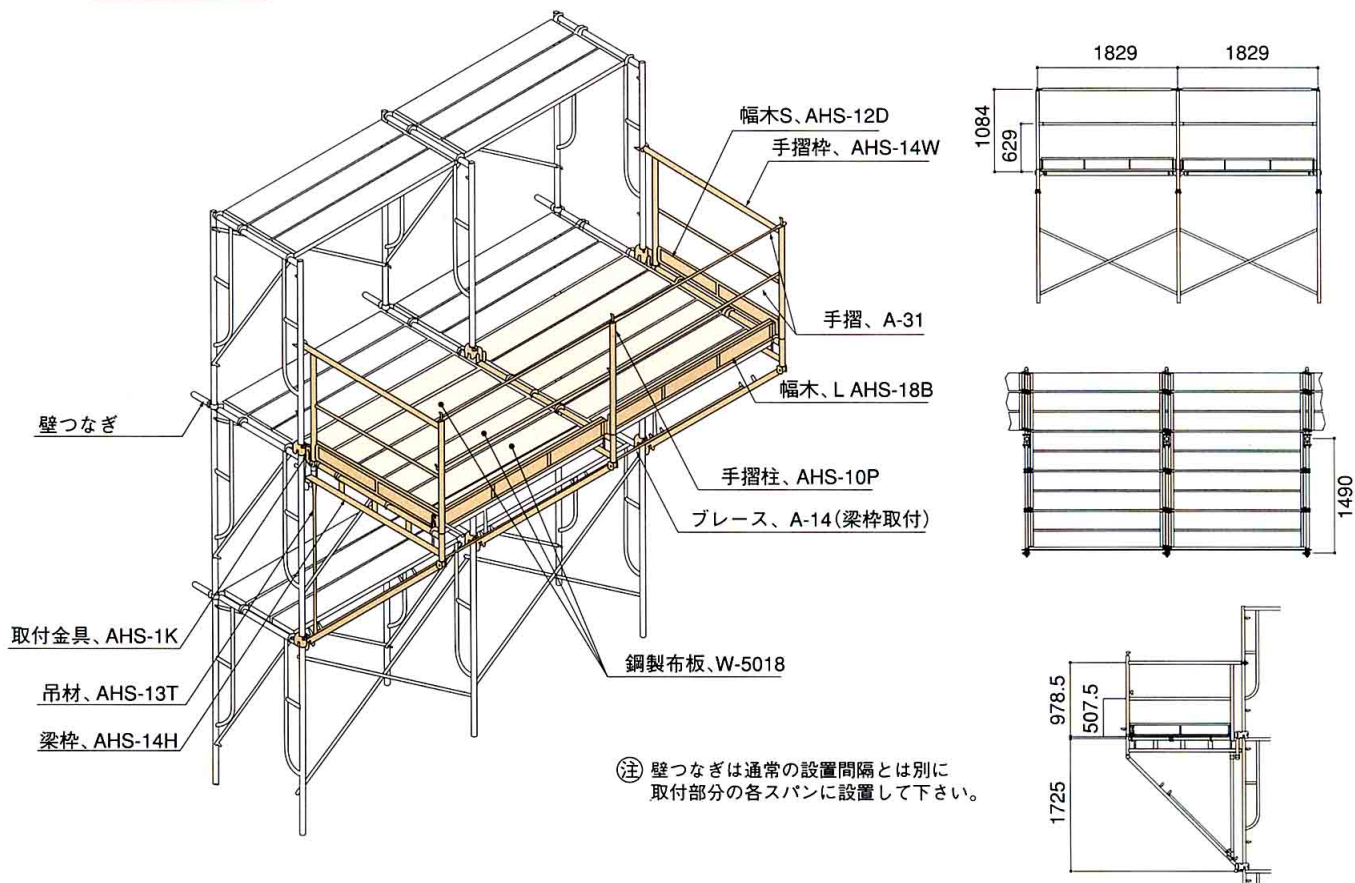 幅木S、AHS-12D
手摺枠、AHS-14W
手摺、A-31
幅木、L AHS-18B
手摺柱、AHS-10P
ブレース、A-14(梁枠取付)
鋼製布板、W-5018
壁つなぎ
取付金具、AHS-1K
吊材、AHS-13T
梁枠、AHS-14H
注 壁つなぎは通常の設置間隔とは別に
取付部分の各スパンに設置して下さい。
1829 1829
1084
629
1490
978.5
507.5
1725